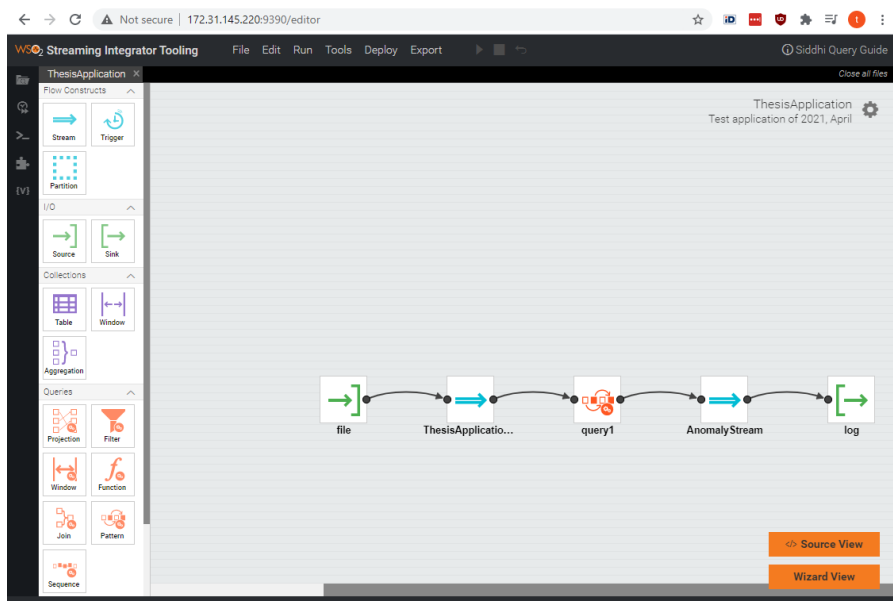 Not secure | 172.31.145.220:9390/editor
WSO2 Streaming Integrator Tooling File Edit Run Tools Deploy Export Siddhi Query Guide
ThesisApplication × Close all files
Flow Constructs
Stream Trigger
Partition
I/O
Source Sink
Collections
Table Window
Aggregation
Queries
Projection Filter
Window Function
Join Pattern
Sequence
{V}
ThesisApplication
Test application of 2021, April
file ThesisApplicatio... query1 AnomalyStream log
</> Source View
Wizard View
iD
t